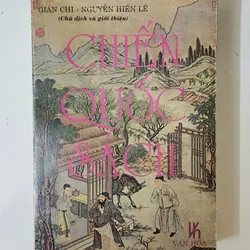 GIẢN CHI - NGUYỄN HIẾN LÊ
(Chú dịch và giới thiệu)
CHIẾN
QUỐC
SÁCH
VĂN HÓA